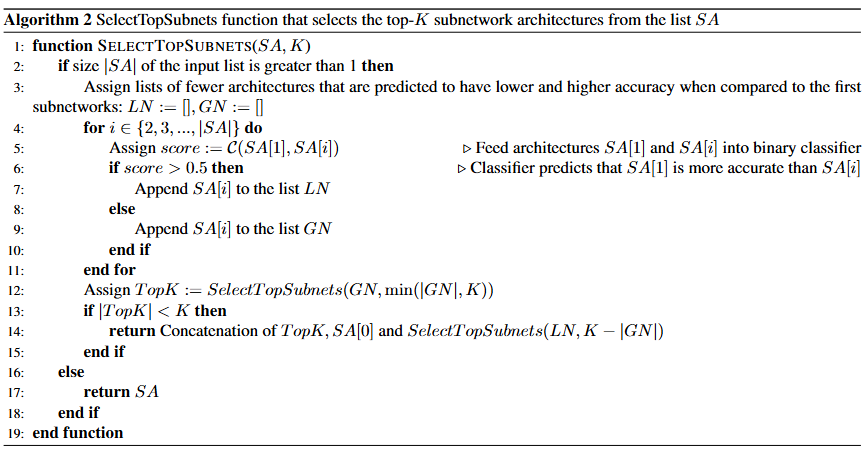 Algorithm 2 SelectTopSubnets function that selects the top-K subnetwork architectures from the list SA
1: function SELECTTOPSUBNETS(SA, K)
2: if size |SA| of the input list is greater than 1 then
3: Assign lists of fewer architectures that are predicted to have lower and higher accuracy when compared to the first
subnetworks: LN := [], GN := []
4: for i ∈ {2, 3, ..., |SA|} do
5: Assign score := C(SA[1], SA[i]) ▷ Feed architectures SA[1] and SA[i] into binary classifier
6: if score > 0.5 then ▷ Classifier predicts that SA[1] is more accurate than SA[i]
7: Append SA[i] to the list LN
8: else
9: Append SA[i] to the list GN
10: end if
11: end for
12: Assign TopK := SelectTopSubnets(GN, min(|GN|, K))
13: if |TopK| < K then
14: return Concatenation of TopK, SA[0] and SelectTopSubnets(LN, K − |GN|)
15: end if
16: else
17: return SA
18: end if
19: end function